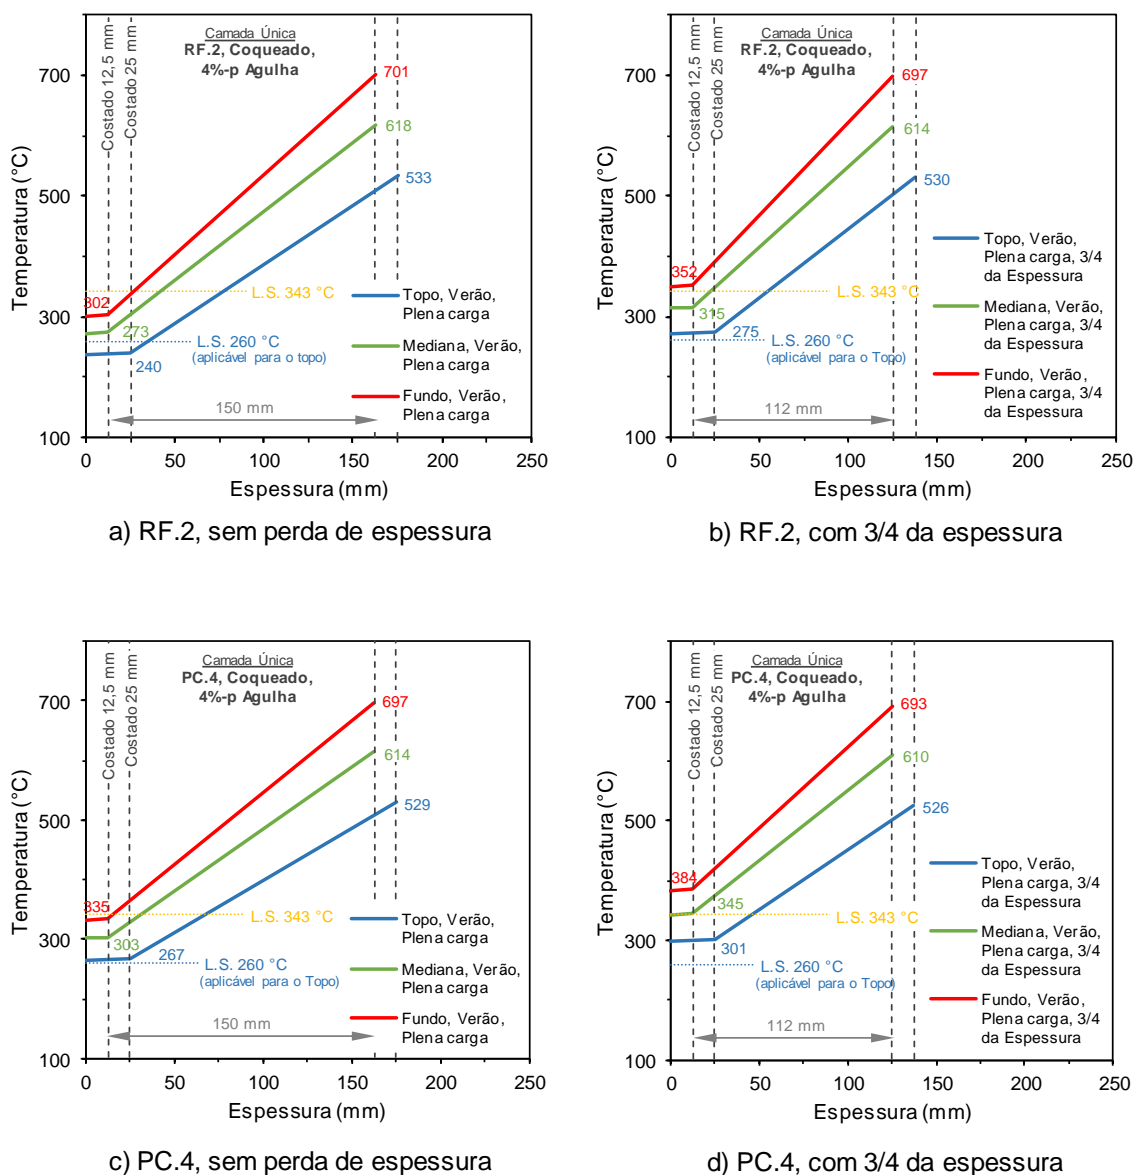 Camada Única
RF.2, Coqueado,
4%-p Agulha
Costado 12,5 mm
Costado 25 mm
Temperatura (°C)
700
500
300
100
701
618
533
302
273
240
L.S. 343 °C
L.S. 260 °C
(aplicável para o topo)
Topo, Verão,
Plena carga
Mediana, Verão,
Plena carga
Fundo, Verão,
Plena carga
150 mm
0 50 100 150 200 250
Espessura (mm)
a) RF.2, sem perda de espessura
Camada Única
RF.2, Coqueado,
4%-p Agulha
Costado 12,5 mm
Costado 25 mm
Temperatura (°C)
700
500
300
100
697
614
530
352
315
275
L.S. 343 °C
L.S. 260 °C
(aplicável para o Topo)
Topo, Verão,
Plena carga, 3/4
da Espessura
Mediana, Verão,
Plena carga, 3/4
da Espessura
Fundo, Verão,
Plena carga, 3/4
da Espessura
112 mm
0 50 100 150 200 250
Espessura (mm)
b) RF.2, com 3/4 da espessura
Camada Única
PC.4, Coqueado,
4%-p Agulha
Costado 12,5 mm
Costado 25 mm
Temperatura (°C)
700
500
300
100
697
614
529
335
303
267
L.S. 343 °C
L.S. 260 °C
(aplicável para o Topo)
Topo, Verão,
Plena carga
Mediana, Verão,
Plena carga
Fundo, Verão,
Plena carga
150 mm
0 50 100 150 200 250
Espessura (mm)
c) PC.4, sem perda de espessura
Camada Única
PC.4, Coqueado,
4%-p Agulha
Costado 12,5 mm
Costado 25 mm
Temperatura (°C)
700
500
300
100
693
610
526
384
345
301
L.S. 343 °C
L.S. 260 °C
(aplicável para o Topo)
Topo, Verão,
Plena carga, 3/4
da Espessura
Mediana, Verão,
Plena carga, 3/4
da Espessura
Fundo, Verão,
Plena carga, 3/4
da Espessura
112 mm
0 50 100 150 200 250
Espessura (mm)
d) PC.4, com 3/4 da espessura